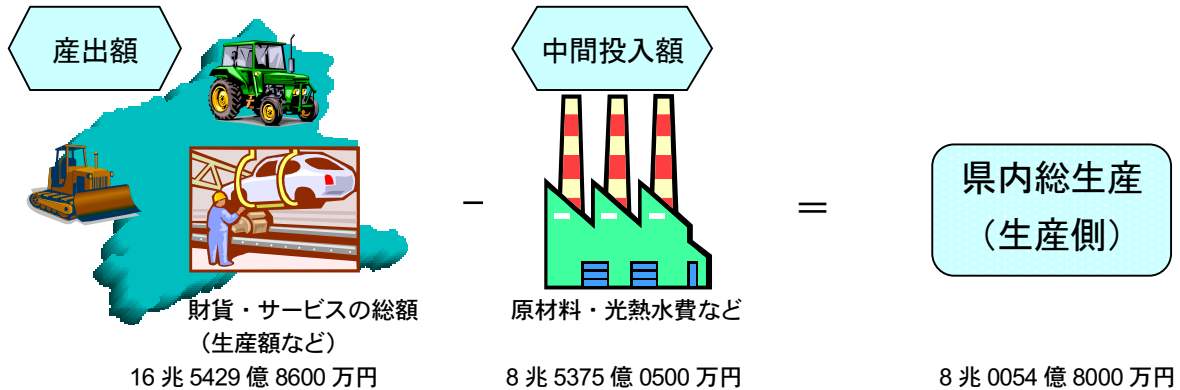 産出額
中間投入額
－
＝
県内総生産
（生産側）
財貨・サービスの総額
（生産額など）
原材料・光熱水費など
16 兆 5429 億 8600 万円
8 兆 5375 億 0500 万円
8 兆 0054 億 8000 万円